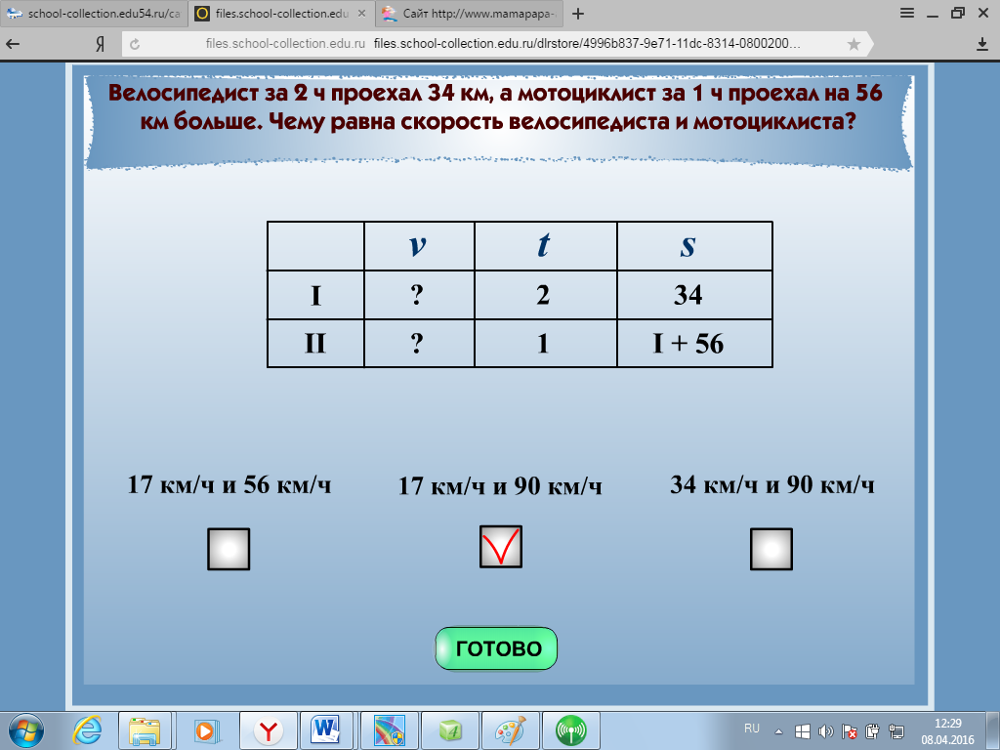 school-collection.edu54.ru/ca
files.school-collection.edu
Сайт http://www.mamapapa-
files.school-collection.edu.ru files.school-collection.edu.ru/dlrstore/4996b837-9e71-11dc-8314-0800200...
Велосипедист за 2 ч проехал 34 км, а мотоциклист за 1 ч проехал на 56
км больше. Чему равна скорость велосипедиста и мотоциклиста?
v t s
I ? 2 34
II ? 1 I + 56
17 км/ч и 56 км/ч 17 км/ч и 90 км/ч 34 км/ч и 90 км/ч
ГОТОВО
RU
12:29
08.04.2016